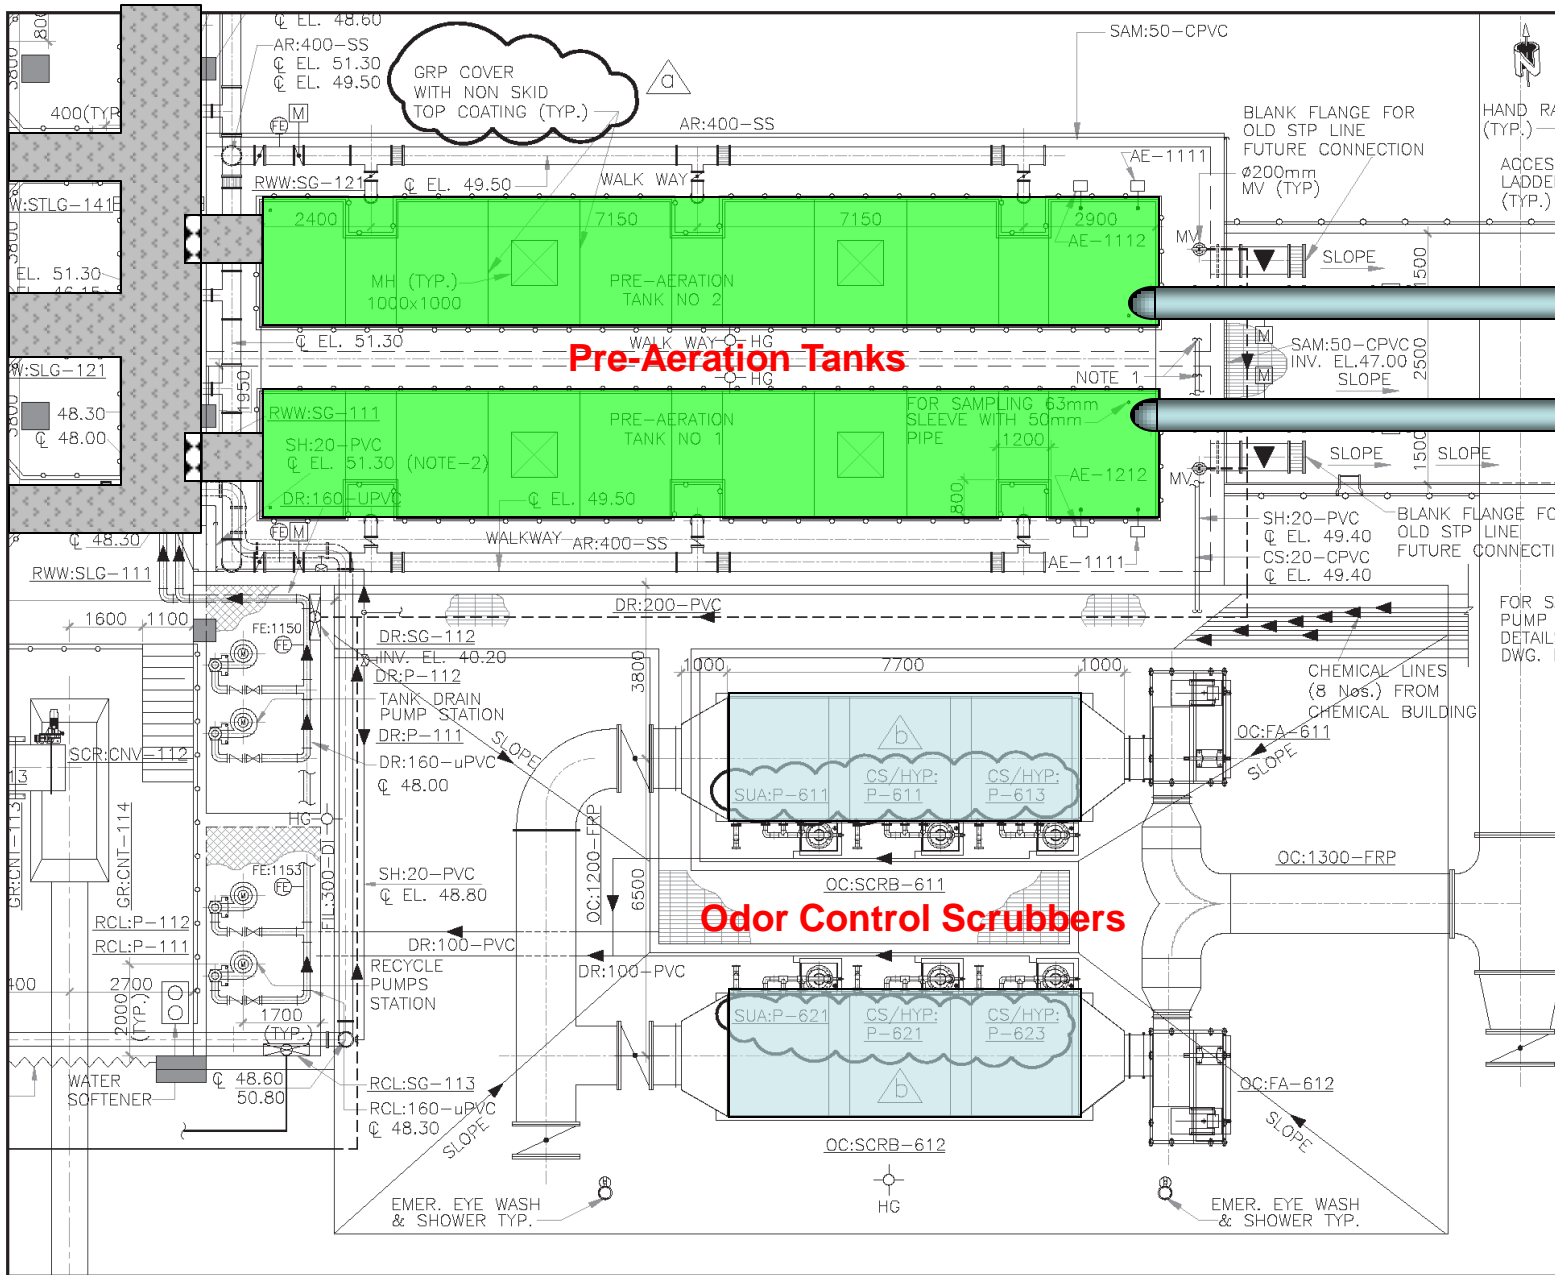 ℄ EL. 48.60
AR:400-SS
℄ EL. 51.30
℄ EL. 49.50
GRP COVER
WITH NON SKID
TOP COATING (TYP.)
a
SAM:50-CPVC
N
3800
400(TYP
FE
M
AR:400-SS
BLANK FLANGE FOR
OLD STP LINE
FUTURE CONNECTION
HAND RA
(TYP.)
AE-1111
ø200mm
MV (TYP)
ACCES
LADDE
(TYP.)
RWW:SG-121
℄ EL. 49.50
WALK WAY
W:STLG-141
2400
7150
7150
2900
AE-1112
MV
3800
EL. 51.30
MH (TYP.)
1000x1000
PRE-AERATION
TANK NO 2
SLOPE
1500
℄ EL. 51.30
WALK WAY
HG
Pre-Aeration Tanks
HG
NOTE 1
M
M
SAM:50-CPVC
INV. EL.47.00
SLOPE
2500
W:SLG-121
1950
3800
48.30
℄ 48.00
RWW:SG-111
SH:20-PVC
℄ EL. 51.30 (NOTE-2)
PRE-AERATION
TANK NO 1
FOR SAMPLING 63mm
SLEEVE WITH 50mm
PIPE
1200
AE-1212
MV
SLOPE
1500
SLOPE
DR:160-UPVC
℄ EL. 49.50
800
℄ 48.30
FE
M
WALKWAY
AR:400-SS
AE-1111
SH:20-PVC
℄ EL. 49.40
CS:20-CPVC
℄ EL. 49.40
BLANK FLANGE FO
OLD STP LINE
FUTURE CONNECTI
RWW:SLG-111
1600
1100
FE:1150
FE
DR:200-PVC
DR:SG-112
INV. EL. 40.20
DR:P-112
TANK DRAIN
PUMP STATION
DR:P-111
DR:160-uPVC
℄ 48.00
3800
1000
7700
1000
FOR S
PUMP
DETAIL
DWG.
CHEMICAL LINES
(8 Nos.) FROM
CHEMICAL BUILDING
M
M
SCR:CNV-112
13
SLOPE
b
SUA:P-611
CS/HYP:
P-611
CS/HYP:
P-613
OC:FA-611
SLOPE
GR:CNT-113
GR:CNT-114
HG
FE:1153
FE
FIL:300-DI
SH:20-PVC
℄ EL. 48.80
OC:1200-FRP
6500
OC:SCRB-611
OC:1300-FRP
Odor Control Scrubbers
RCL:P-112
RCL:P-111
M
M
DR:100-PVC
DR:100-PVC
RECYCLE
PUMPS
STATION
400
2700
2000
(TYP.)
1700
(TYP.)
SUA:P-621
CS/HYP:
P-621
CS/HYP:
P-623
b
WATER
SOFTENER
℄ 48.60
50.80
RCL:SG-113
RCL:160-uPVC
℄ 48.30
SLOPE
OC:FA-612
SLOPE
OC:SCRB-612
EMER. EYE WASH
& SHOWER TYP.
HG
EMER. EYE WASH
& SHOWER TYP.